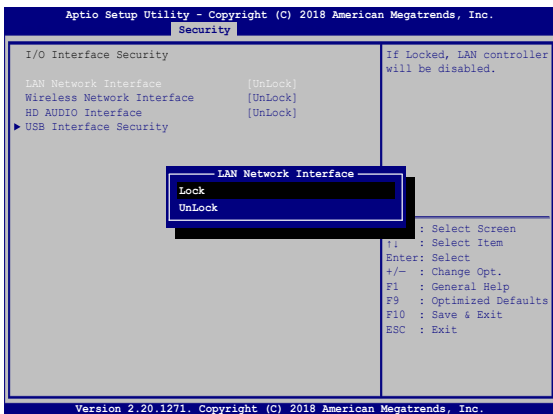 Aptio Setup Utility - Copyright (C) 2018 American Megatrends, Inc.
Security
I/O Interface Security
LAN Network Interface [UnLock]
Wireless Network Interface [UnLock]
HD AUDIO Interface [UnLock]
▶ USB Interface Security
If Locked, LAN controller
will be disabled.
LAN Network Interface
Lock
UnLock
: Select Screen
↑↓ : Select Item
Enter: Select
+/− : Change Opt.
F1 : General Help
F9 : Optimized Defaults
F10 : Save & Exit
ESC : Exit
Version 2.20.1271. Copyright (C) 2018 American Megatrends, Inc.